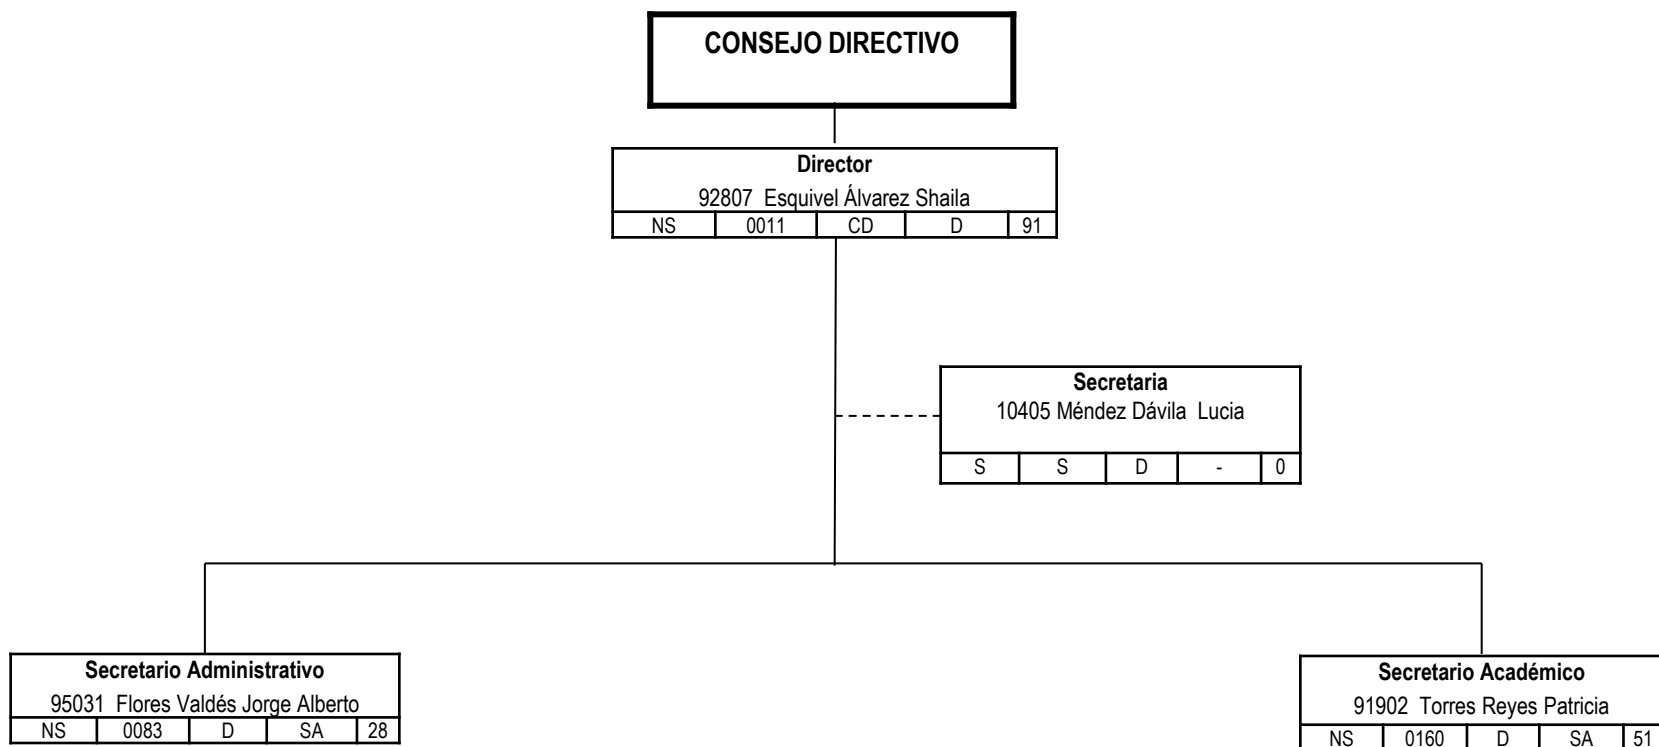 CONSEJO DIRECTIVO
Director
92807 Esquivel Álvarez Shaila
NS 0011 CD D 91
Secretaria
10405 Méndez Dávila Lucia
S S D - 0
Secretario Administrativo
95031 Flores Valdés Jorge Alberto
NS 0083 D SA 28
Secretario Académico
91902 Torres Reyes Patricia
NS 0160 D SA 51